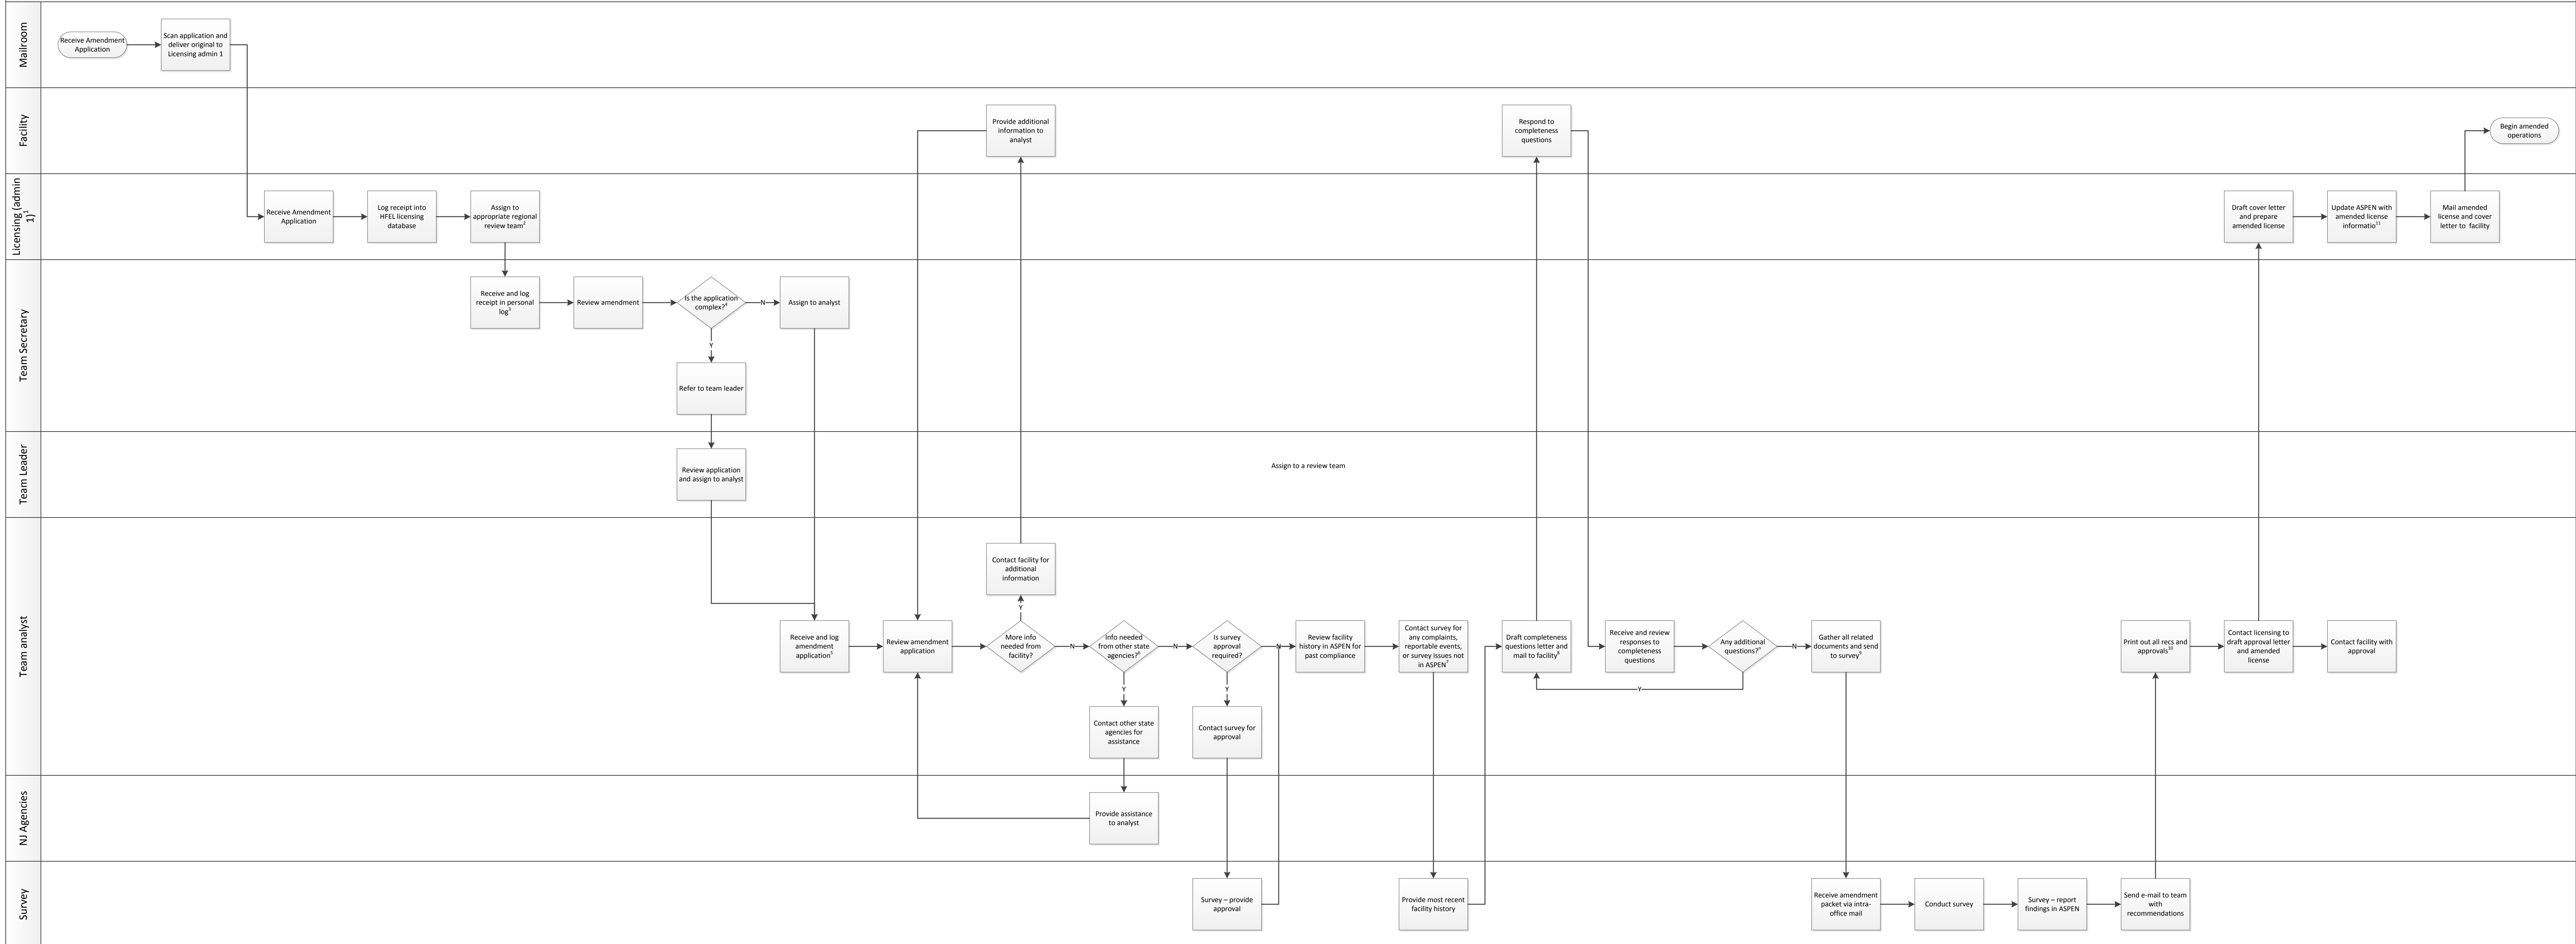 Mailroom
Receive Amendment
Application
Scan application and
deliver original to
Licensing admin 1
Facility
Provide additional
information to
analyst
Respond to
completeness
questions
Begin amended
operations
Licensing (admin
1)¹
Receive Amendment
Application
Log receipt into
HFEL licensing
database
Assign to
appropriate regional
review team²
Draft cover letter
and prepare
amended license
Update ASPEN with
amended license
informatio¹¹
Mail amended
license and cover
letter to facility
Team Secretary
Receive and log
receipt in personal
log³
Review amendment
Is the application
complex?⁴
N
Assign to analyst
Y
Refer to team leader
Team Leader
Review application
and assign to analyst
Assign to a review team
Team analyst
Contact facility for
additional
information
Y
Receive and log
amendment
application⁵
Review amendment
application
More info
needed from
facility?
N
Info needed
from other state
agencies?⁶
N
Is survey
approval
required?
N
Review facility
history in ASPEN for
past compliance
Contact survey for
any complaints,
reportable events,
or survey issues not
in ASPEN⁷
Draft completeness
questions letter and
mail to facility⁸
Receive and review
responses to
completeness
questions
Any additional
questions?ⁿ
N
Gather all related
documents and send
to survey⁹
Print out all recs and
approvals¹⁰
Contact licensing to
draft approval letter
and amended
license
Contact facility with
approval
Y
Y
Y
Contact other state
agencies for
assistance
Contact survey for
approval
NJ Agencies
Provide assistance
to analyst
Survey
Survey – provide
approval
Provide most recent
facility history
Receive amendment
packet via intra-
office mail
Conduct survey
Survey – report
findings in ASPEN
Send e-mail to team
with
recommendations